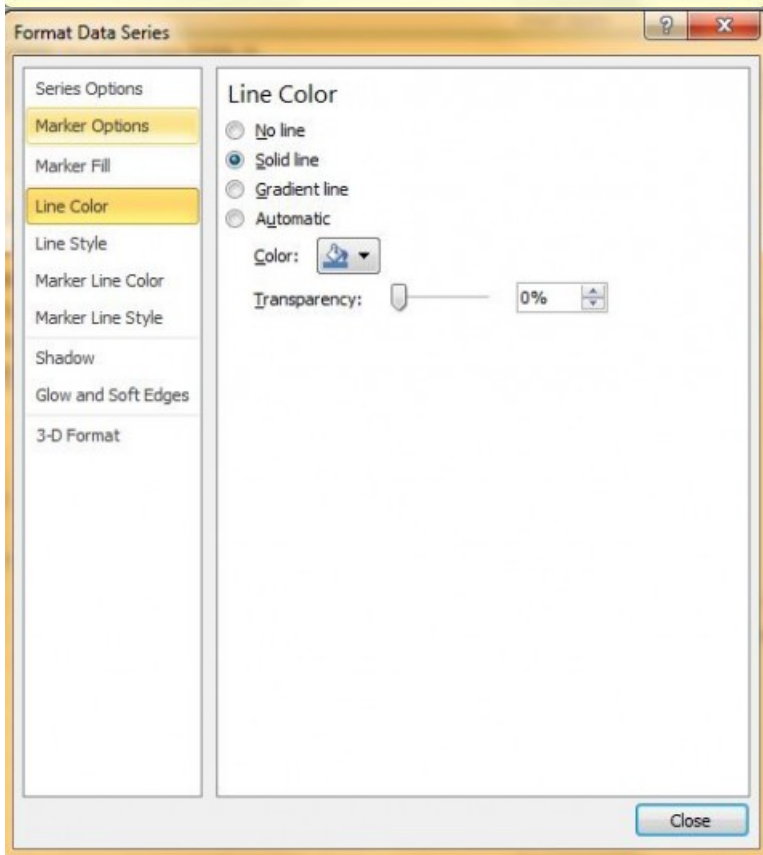 Format Data Series
Series Options
Marker Options
Marker Fill
Line Color
Line Style
Marker Line Color
Marker Line Style
Shadow
Glow and Soft Edges
3-D Format
Line Color
No line
Solid line
Gradient line
Automatic
Color:
Transparency: 0%
Close